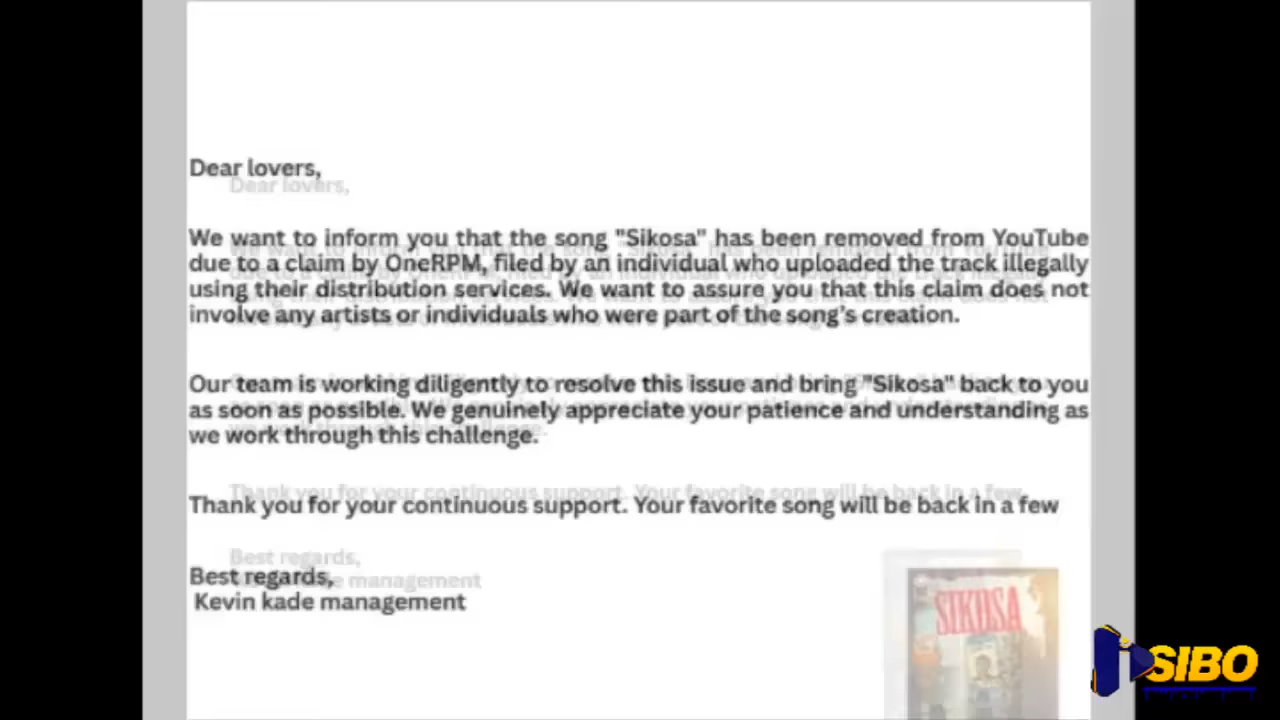 Dear lovers,
We want to inform you that the song "Sikosa" has been removed from YouTube
due to a claim by OneRPM, filed by an individual who uploaded the track illegally
using their distribution services. We want to assure you that this claim does not
involve any artists or individuals who were part of the song's creation.
Our team is working diligently to resolve this issue and bring "Sikosa" back to you
as soon as possible. We genuinely appreciate your patience and understanding as
we work through this challenge.
Thank you for your continuous support. Your favorite song will be back in a few
Best regards,
Kevin kade management
SIKOSA
ISIBO